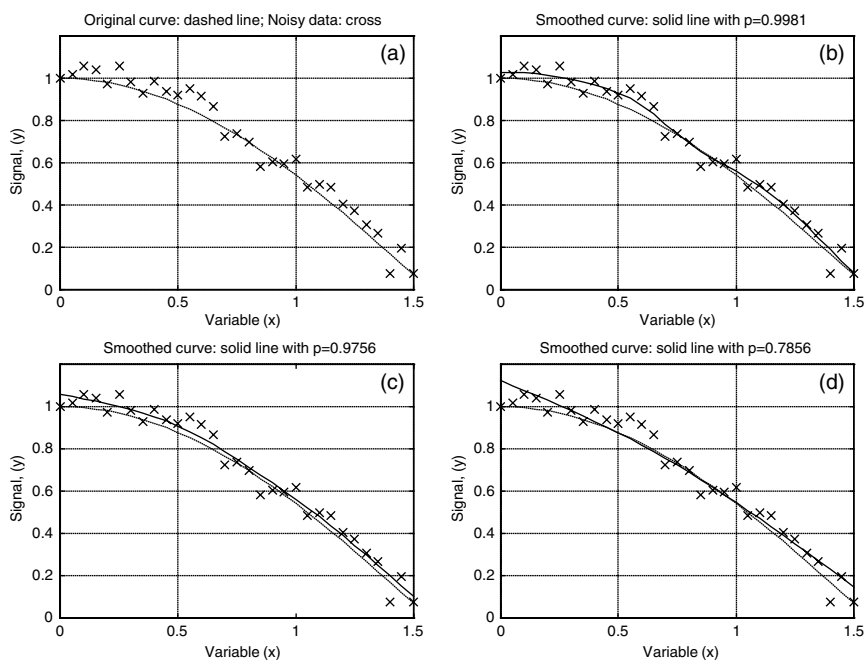 Original curve: dashed line; Noisy data: cross
(a)
Signal, (y)
1
0.8
0.6
0.4
0.2
0
0
0.5
1
1.5
Variable (x)
Smoothed curve: solid line with p=0.9981
(b)
Signal, (y)
1
0.8
0.6
0.4
0.2
0
0
0.5
1
1.5
Variable (x)
Smoothed curve: solid line with p=0.9756
(c)
Signal, (y)
1
0.8
0.6
0.4
0.2
0
0
0.5
1
1.5
Variable (x)
Smoothed curve: solid line with p=0.7856
(d)
Signal, (y)
1
0.8
0.6
0.4
0.2
0
0
0.5
1
1.5
Variable (x)